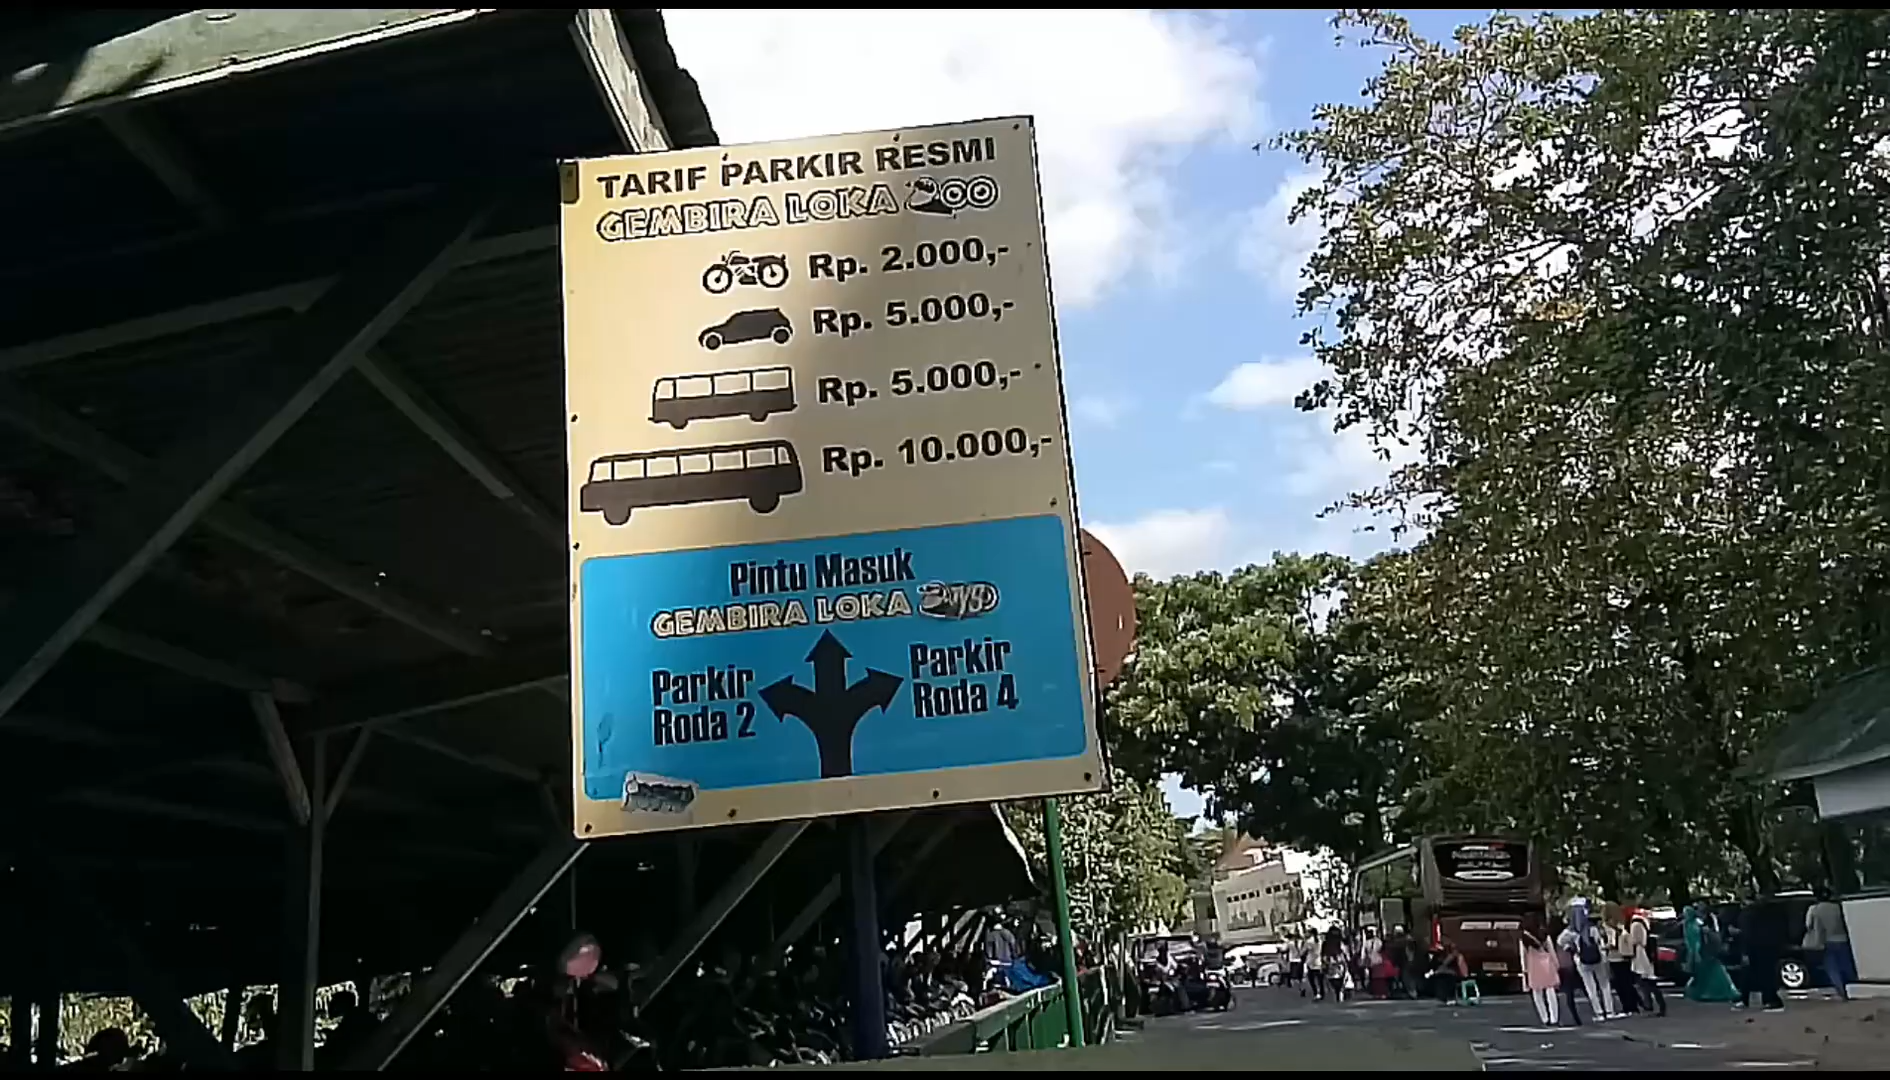 TARIF PARKIR RESMI
GEMBIRA LOKA ZOO
Rp. 2.000,-
Rp. 5.000,-
Rp. 5.000,-
Rp. 10.000,-
Pintu Masuk
GEMBIRA LOKA
Parkir
Roda 2
Parkir
Roda 4